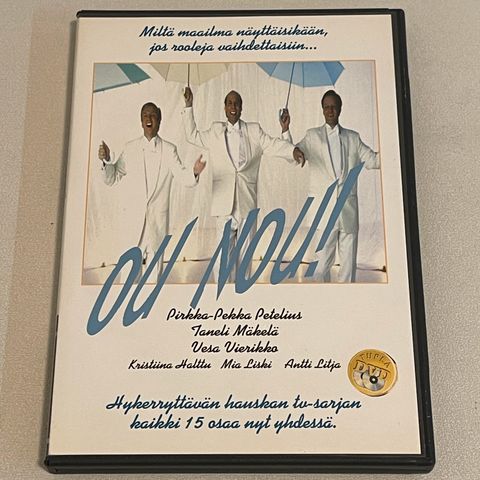 Miltä maailma näyttäisikään,
jos rooleja vaihdettaisiin...
OU NOU!!
Pirkka-Pekka Petelius
Taneli Mäkelä
Vesa Vierikko
Kristiina Halttu Mia Liski Antti Litja
TUPLA
DVD
Hykerryttävän hauskan tv-sarjan
kaikki 15 osaa nyt yhdessä.